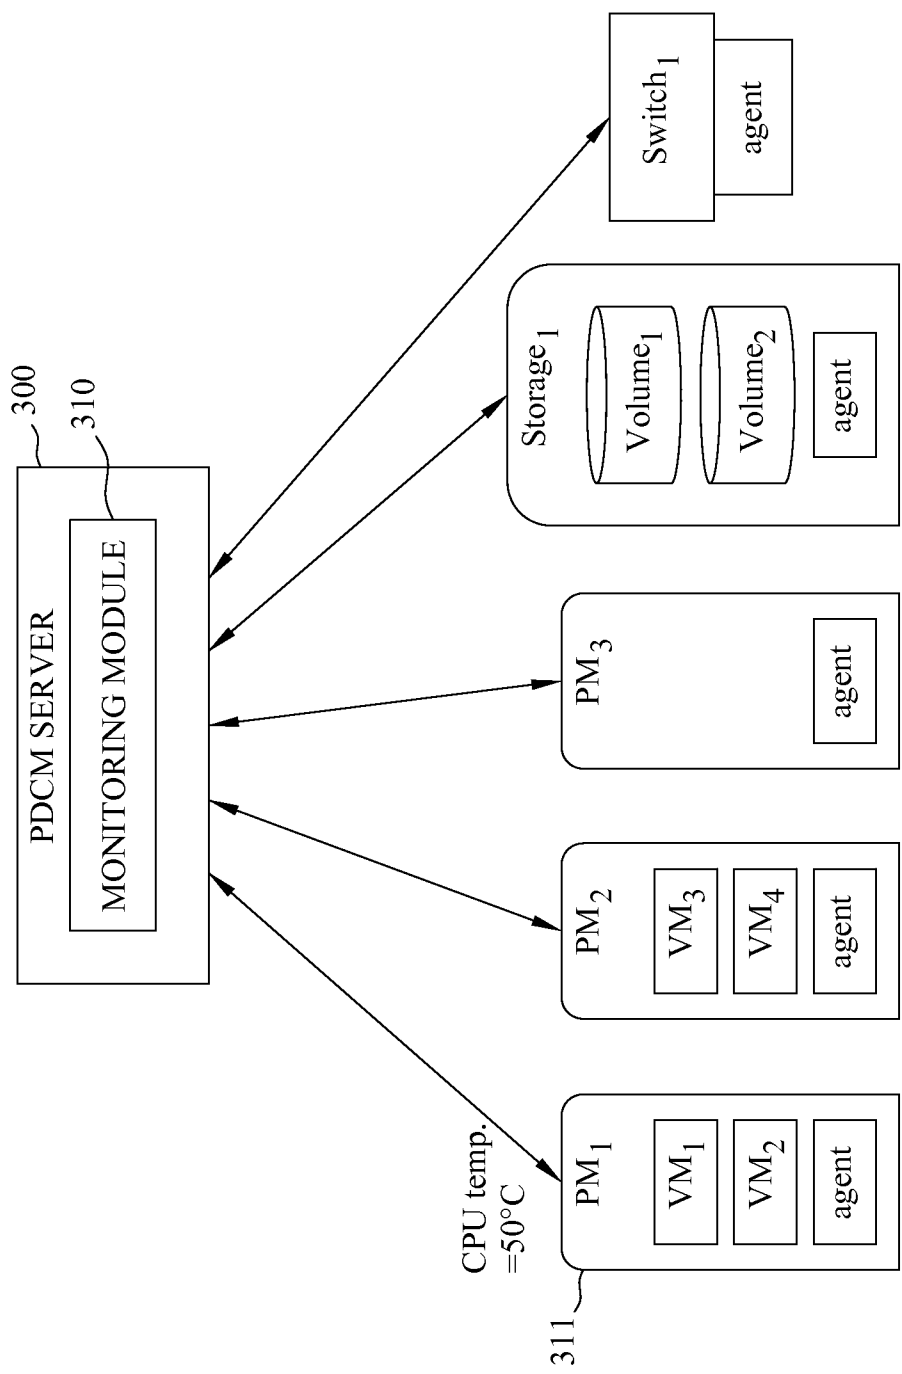 PDCM SERVER
300
MONITORING MODULE
310
CPU temp.
=50°C
311
PM1
VM1
VM2
agent
PM2
VM3
VM4
agent
PM3
agent
Storage1
Volume1
Volume2
agent
Switch1
agent